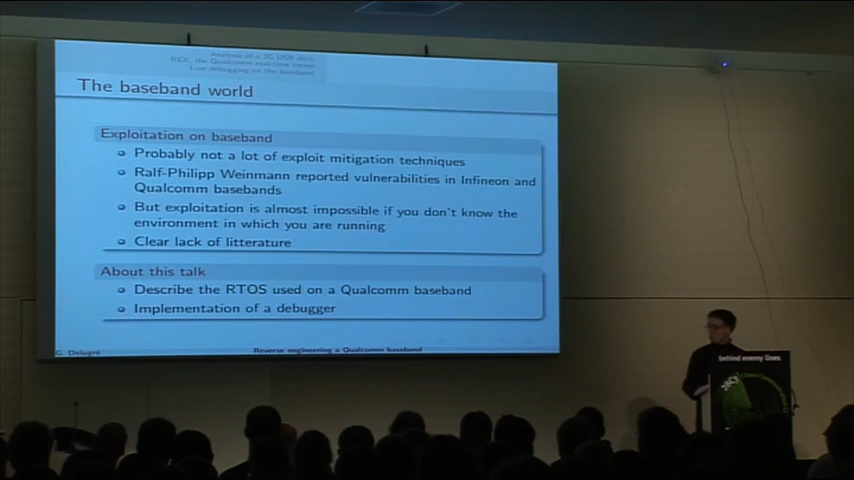 Analysis of a 3G USB stick
REX, the Qualcomm real-time kernel
Live debugging on the baseband
The baseband world
Exploitation on baseband
Probably not a lot of exploit mitigation techniques
Ralf-Philipp Weinmann reported vulnerabilities in Infineon and
Qualcomm basebands
But exploitation is almost impossible if you don't know the
environment in which you are running
Clear lack of litterature
About this talk
Describe the RTOS used on a Qualcomm baseband
Implementation of a debugger
G. Delugré
Reverse engineering a Qualcomm baseband
behind enemy lines